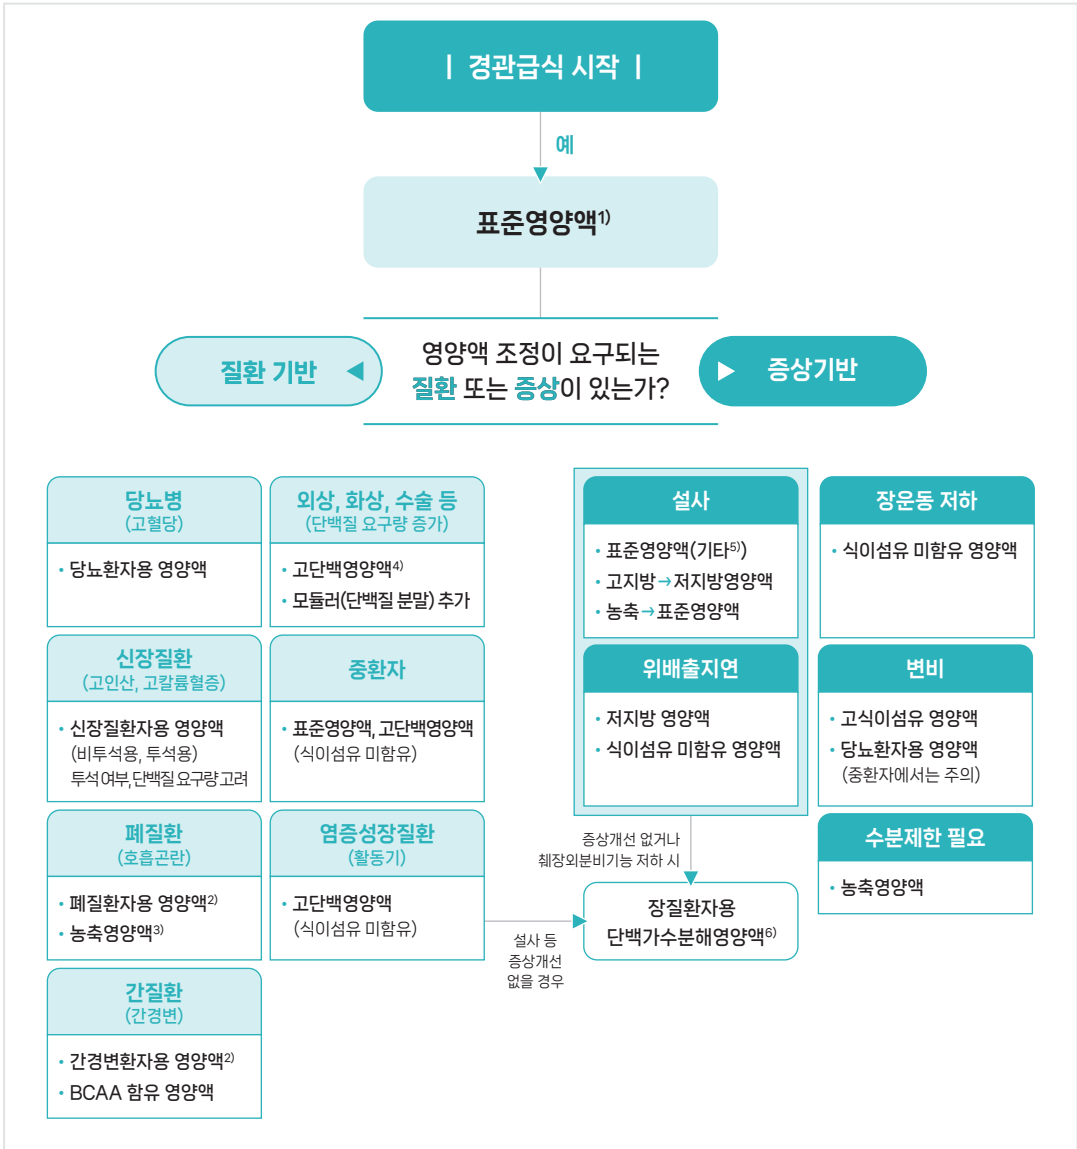 | 경관급식 시작 |
예
표준영양액1)
영양액 조정이 요구되는
질환 또는 증상이 있는가?
질환 기반
증상기반
당뇨병
(고혈당)
• 당뇨환자용 영양액
외상, 화상, 수술 등
(단백질 요구량 증가)
• 고단백영양액4)
• 모듈러(단백질 분말) 추가
신장질환
(고인산, 고칼륨혈증)
• 신장질환자용 영양액
(비투석용, 투석용)
투석 여부, 단백질 요구량 고려
중환자
• 표준영양액, 고단백영양액
(식이섬유 미함유)
폐질환
(호흡곤란)
• 폐질환자용 영양액2)
• 농축영양액3)
염증성장질환
(활동기)
• 고단백영양액
(식이섬유 미함유)
간질환
(간경변)
• 간경변환자용 영양액2)
• BCAA 함유 영양액
설사
• 표준영양액(기타5))
• 고지방→저지방영양액
• 농축→표준영양액
장운동 저하
• 식이섬유 미함유 영양액
위배출지연
• 저지방 영양액
• 식이섬유 미함유 영양액
변비
• 고식이섬유 영양액
• 당뇨환자용 영양액
(중환자에서는 주의)
수분제한 필요
• 농축영양액
증상개선 없거나
췌장외분비기능 저하 시
설사 등
증상개선
없을 경우
장질환자용
단백가수분해영양액6)